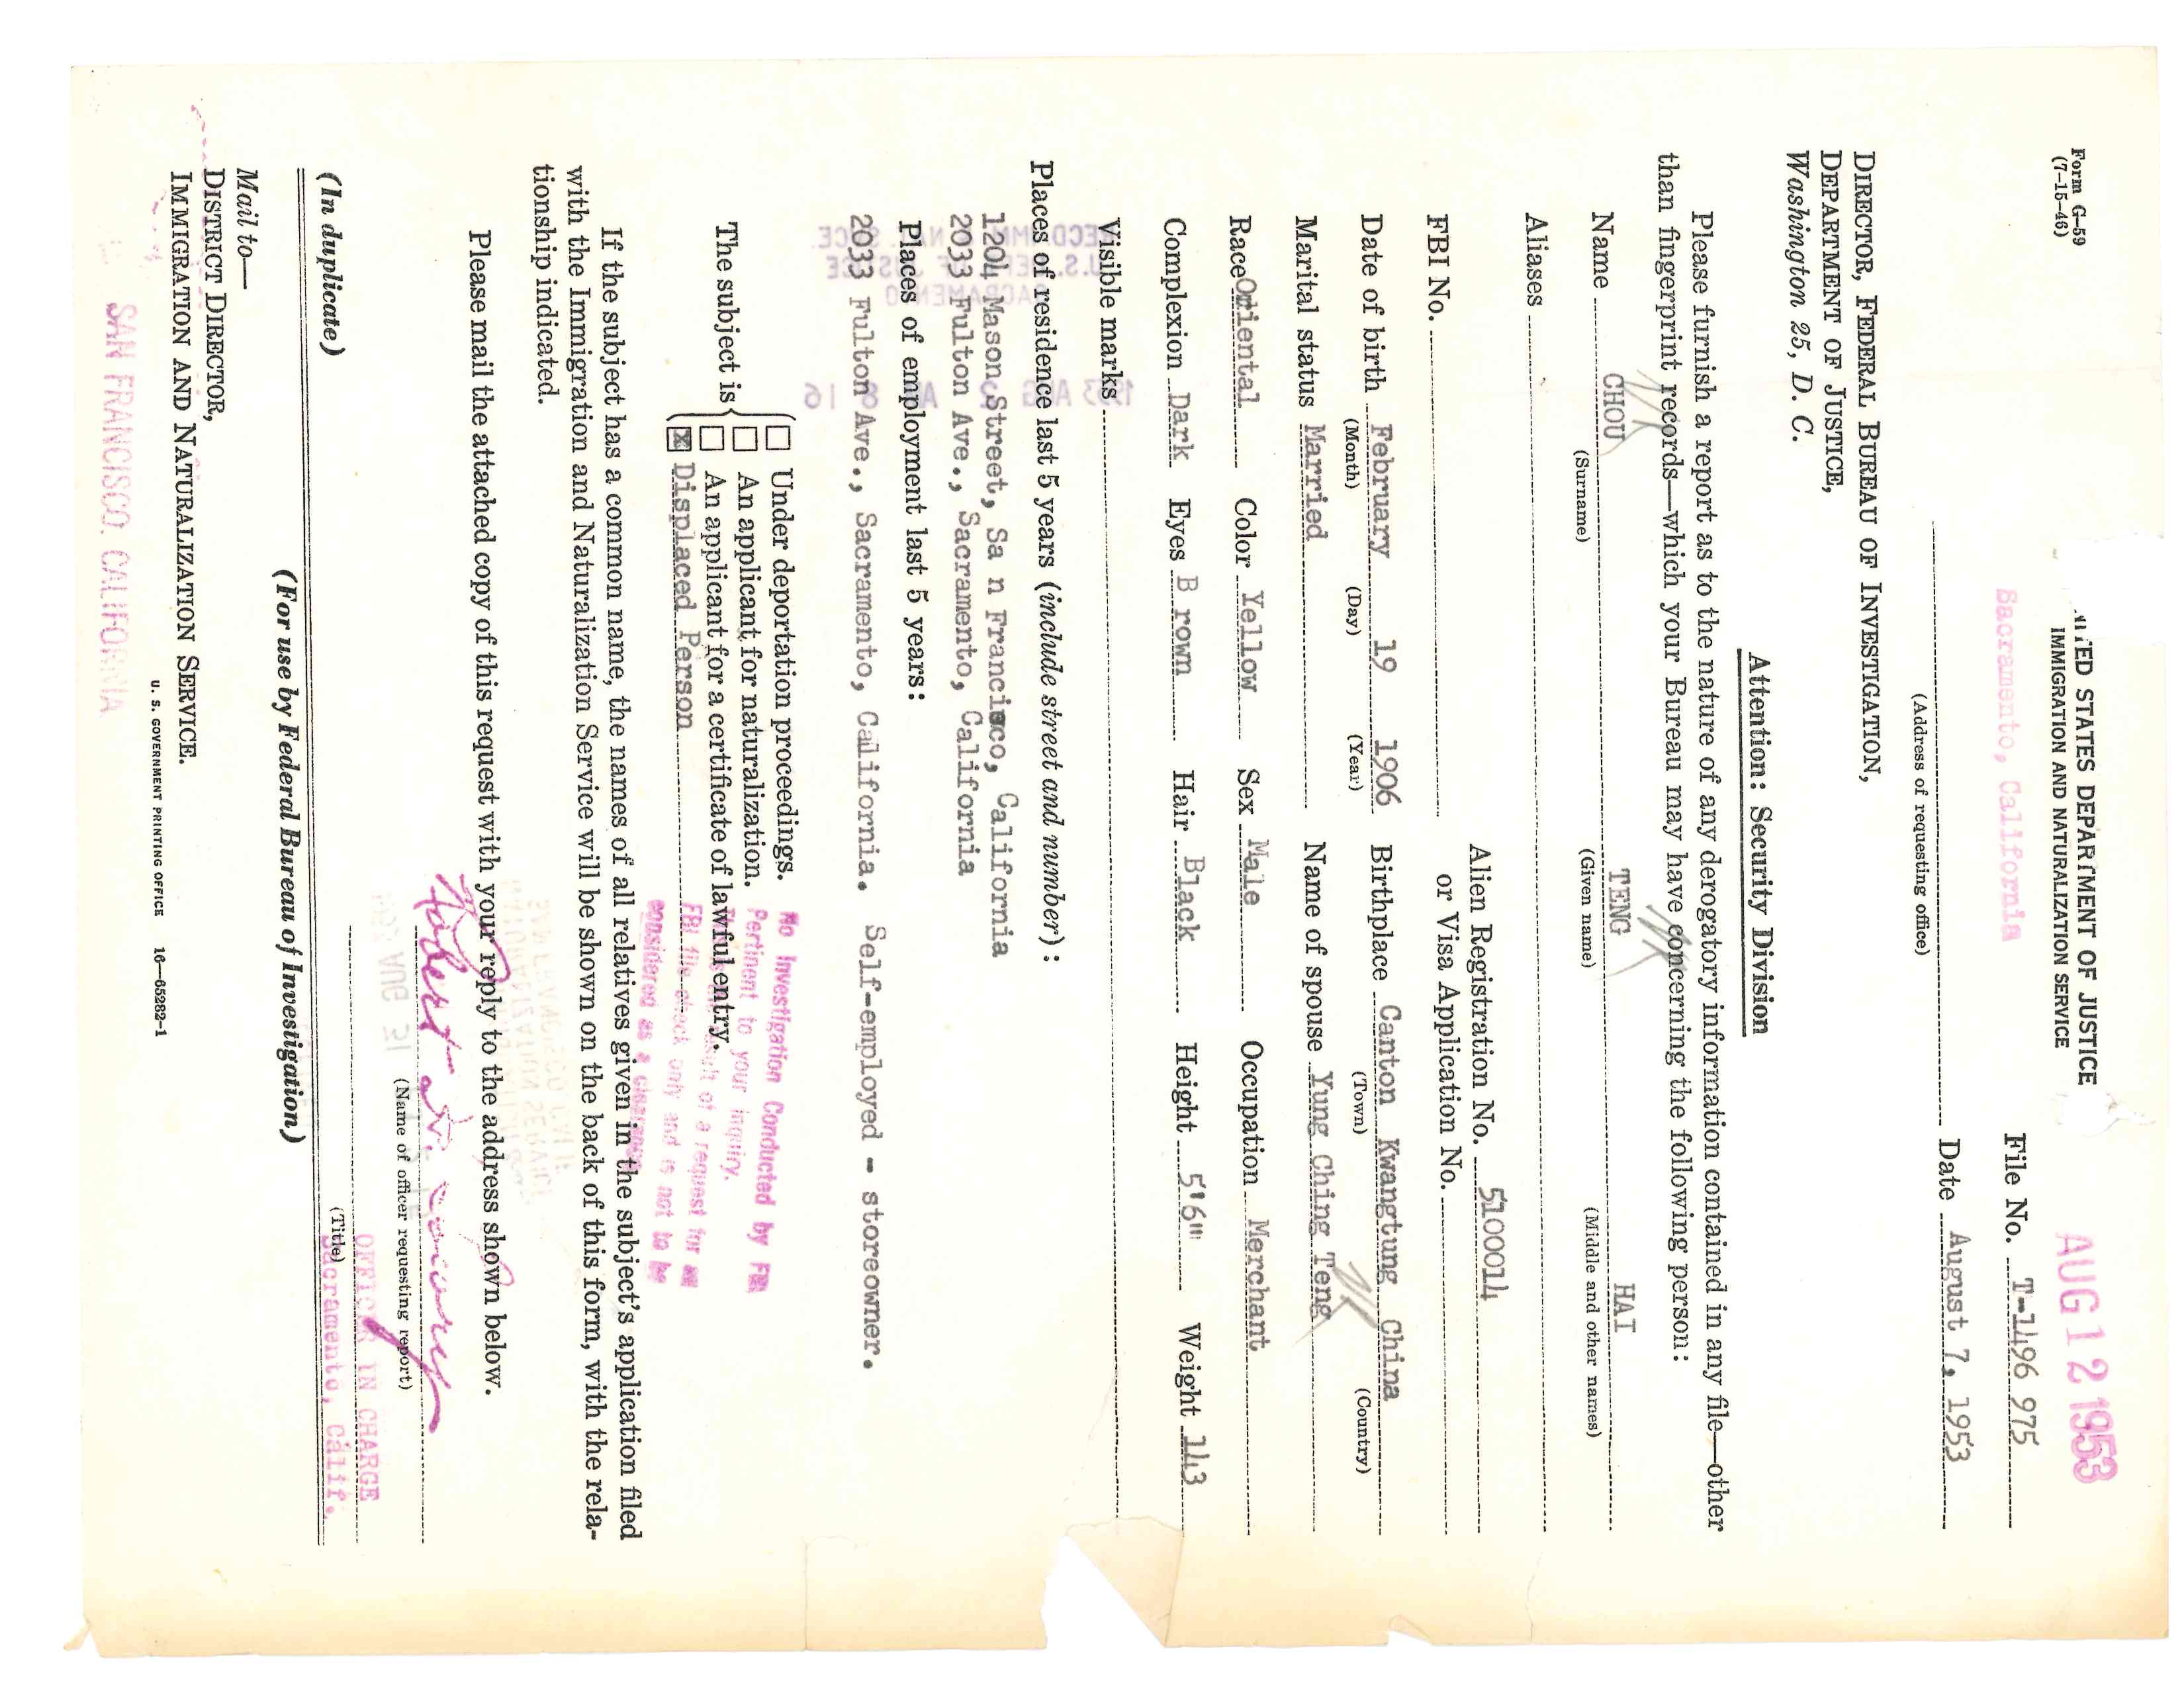 Form G-59
(7-15-46)
ITED STATES DEPARTMENT OF JUSTICE
IMMIGRATION AND NATURALIZATION SERVICE
AUG 12 1953
Sacramento, California
File No. T-1496 975
Date August 7, 1953
(Address of requesting office)
DIRECTOR, FEDERAL BUREAU OF INVESTIGATION,
DEPARTMENT OF JUSTICE,
Washington 25, D. C.
Attention: Security Division
Please furnish a report as to the nature of any derogatory information contained in any file—other
than fingerprint records—which your Bureau may have concerning the following person:
NR NR
Name CHOU TENG HAI
(Surname) (Given name) (Middle and other names)
Aliases
Alien Registration No. 5100014
FBI No. or Visa Application No.
Date of birth February 19 1906 Birthplace Canton Kwangtung China
(Month) (Day) (Year) (Town) (Country)
NR
Marital status Married Name of spouse Yung Ching Teng
Race Oriental Color Yellow Sex Male Occupation Merchant
Complexion Dark Eyes B rown Hair Black Height 5'6"' Weight 143
Visible marks
Places of residence last 5 years (include street and number):
1204 Mason Street, Sa n Francisco, California
2033 Fulton Ave., Sacramento, California
Places of employment last 5 years:
2033 Fulton Ave., Sacramento, California. Self-employed - storeowner.
The subject is
Under deportation proceedings.
An applicant for naturalization.
An applicant for a certificate of lawful entry.
x Displaced Person
No Investigation Conducted by FBI
Pertinent to your inquiry.
result of a request for an
FBI file check only and is not to be
considered as a clearance
If the subject has a common name, the names of all relatives given in the subject's application filed
with the Immigration and Naturalization Service will be shown on the back of this form, with the rela-
tionship indicated.
Please mail the attached copy of this request with your reply to the address shown below.
Robert
(Name of officer requesting report)
OFFICER IN CHARGE
(Title)
Sacramento, Calif.
(In duplicate)
(For use by Federal Bureau of Investigation)
Mail to—
DISTRICT DIRECTOR,
IMMIGRATION AND NATURALIZATION SERVICE.
U. S. GOVERNMENT PRINTING OFFICE 16—65282-1
SAN FRANCISCO. CALIFORNIA